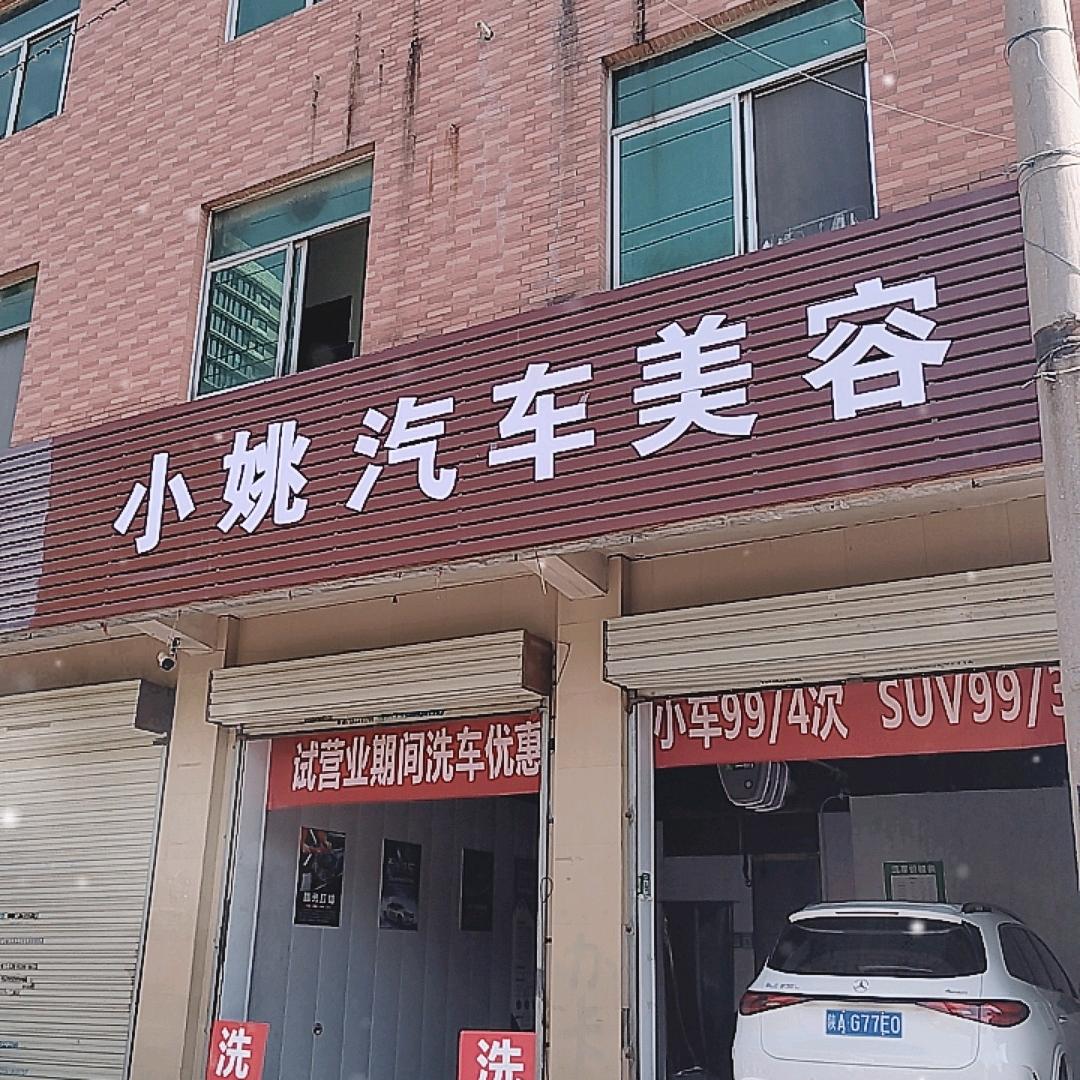 小姚汽车美容
试营业期间洗车优惠
小车99/4次 SUV99/3
洗
洗
陕A·G77E0